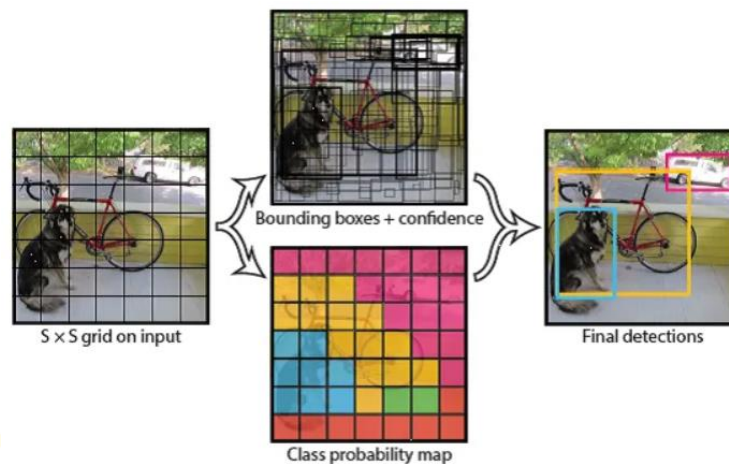 Bounding boxes + confidence
S × S grid on input
Final detections
Class probability map